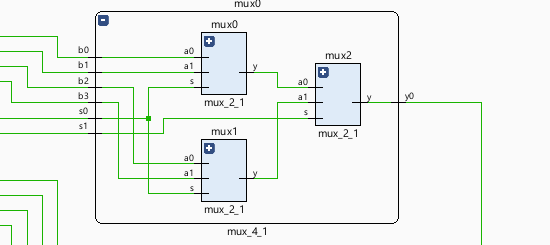 mux0
mux0
b0
a0
b1
a1
y
mux2
b2
s
a0
b3
a1
y
y0
s0
mux_2_1
s
s1
mux1
mux_2_1
a0
a1
y
s
mux_2_1
mux_4_1